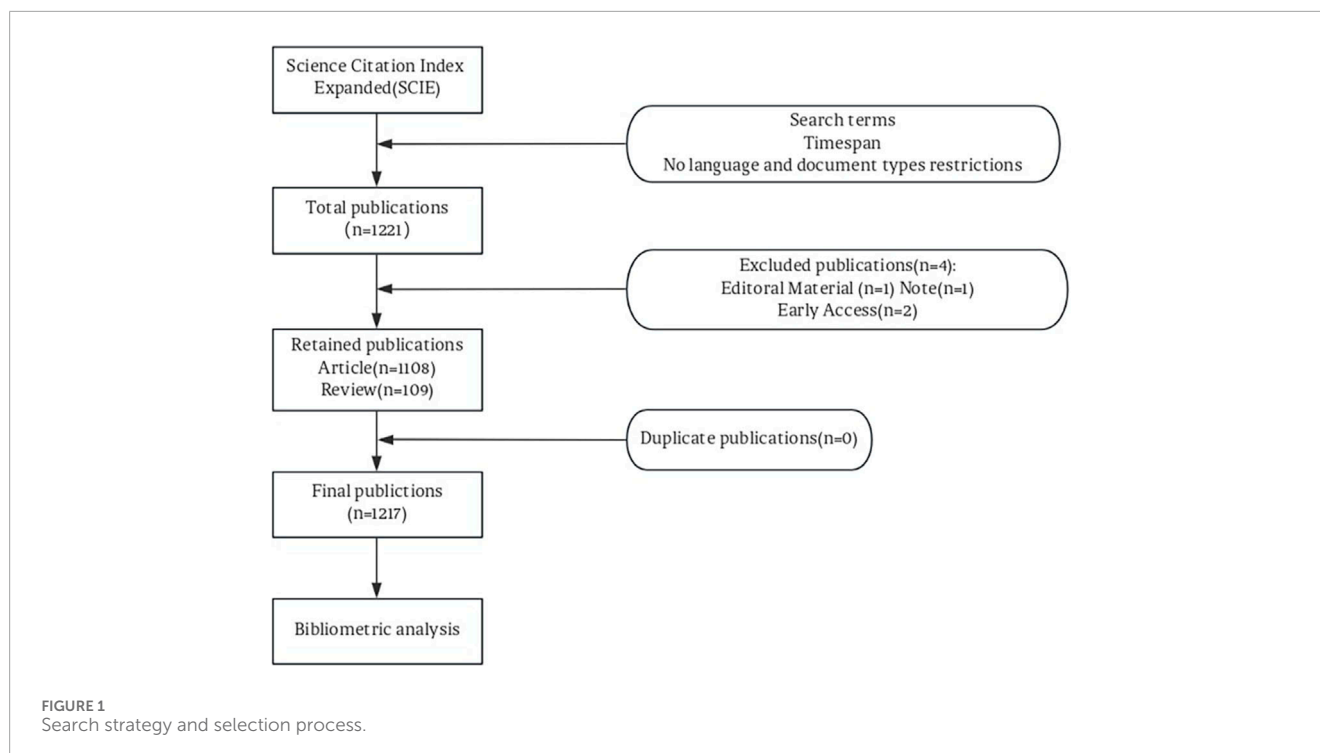 Science Citation Index
Expanded(SCIE)
Search terms
Timespan
No language and document types restrictions
Total publications
(n=1221)
Excluded publications(n=4):
Editoral Material (n=1) Note(n=1)
Early Access(n=2)
Retained publications
Article(n=1108)
Review(n=109)
Duplicate publications(n=0)
Final publictions
(n=1217)
Bibliometric analysis
FIGURE 1
Search strategy and selection process.